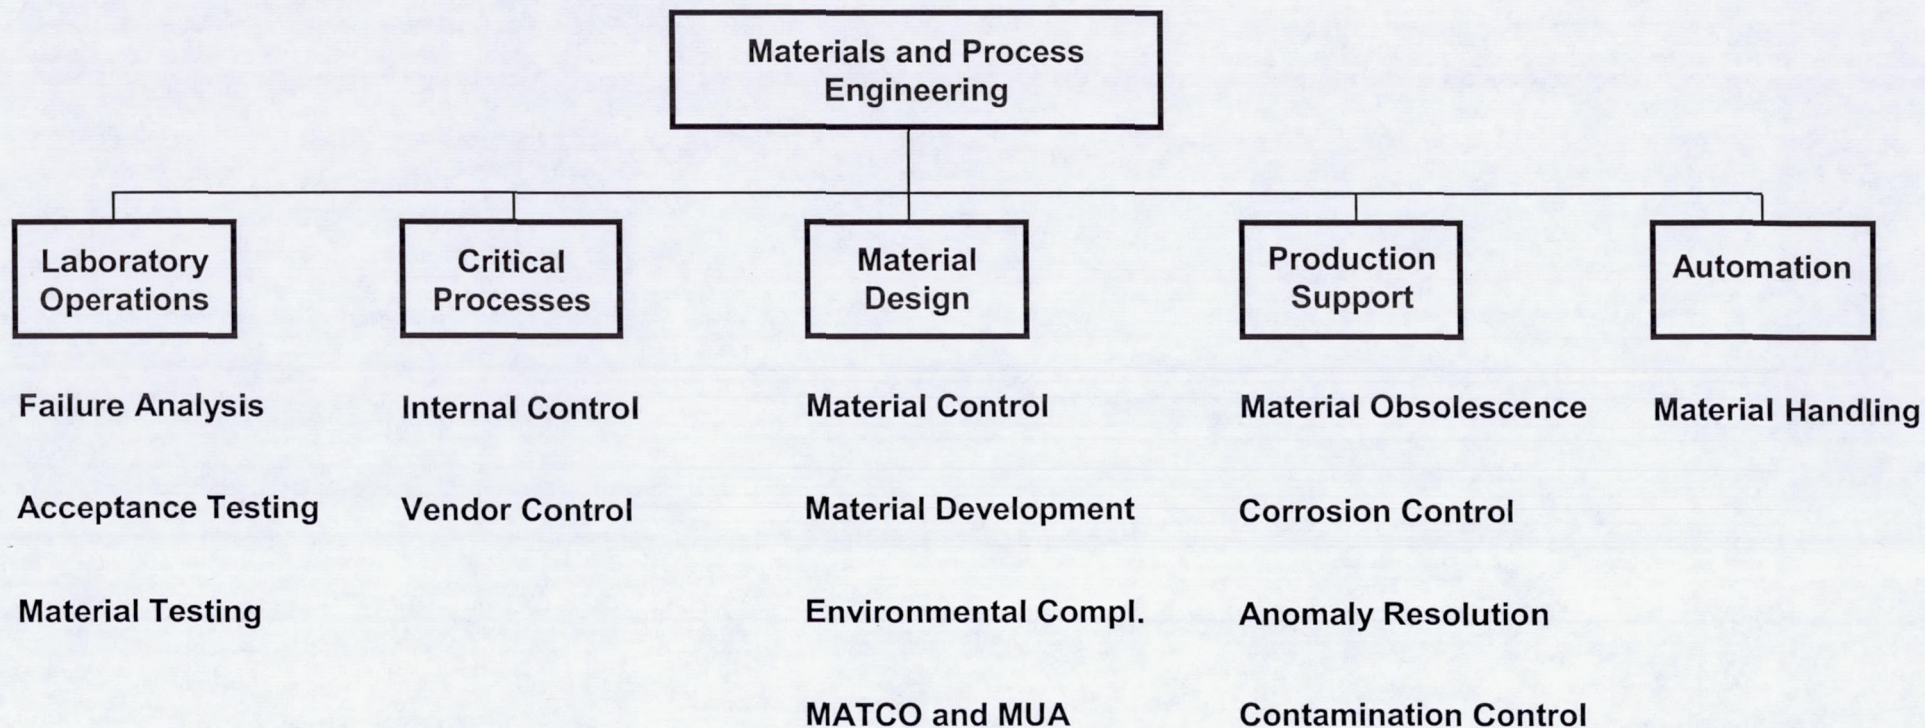 Materials and Process
Engineering
Laboratory
Operations
Critical
Processes
Material
Design
Production
Support
Automation
Failure Analysis
Internal Control
Material Control
Material Obsolescence
Material Handling
Acceptance Testing
Vendor Control
Material Development
Corrosion Control
Material Testing
Environmental Compl.
Anomaly Resolution
MATCO and MUA
Contamination Control